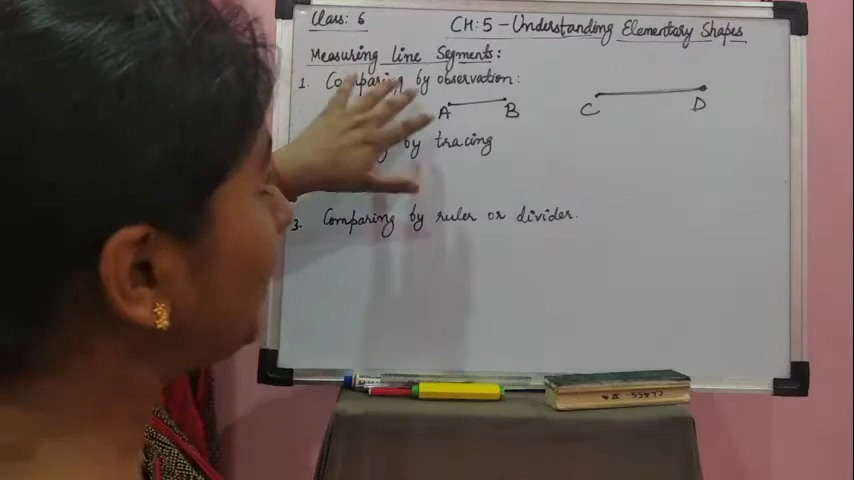 Class: 6 CH: 5 - Understanding Elementary Shapes
Measuring Line Segments:
1. Comparing by observation:
A B C D
by tracing
3. Comparing by ruler or divider.